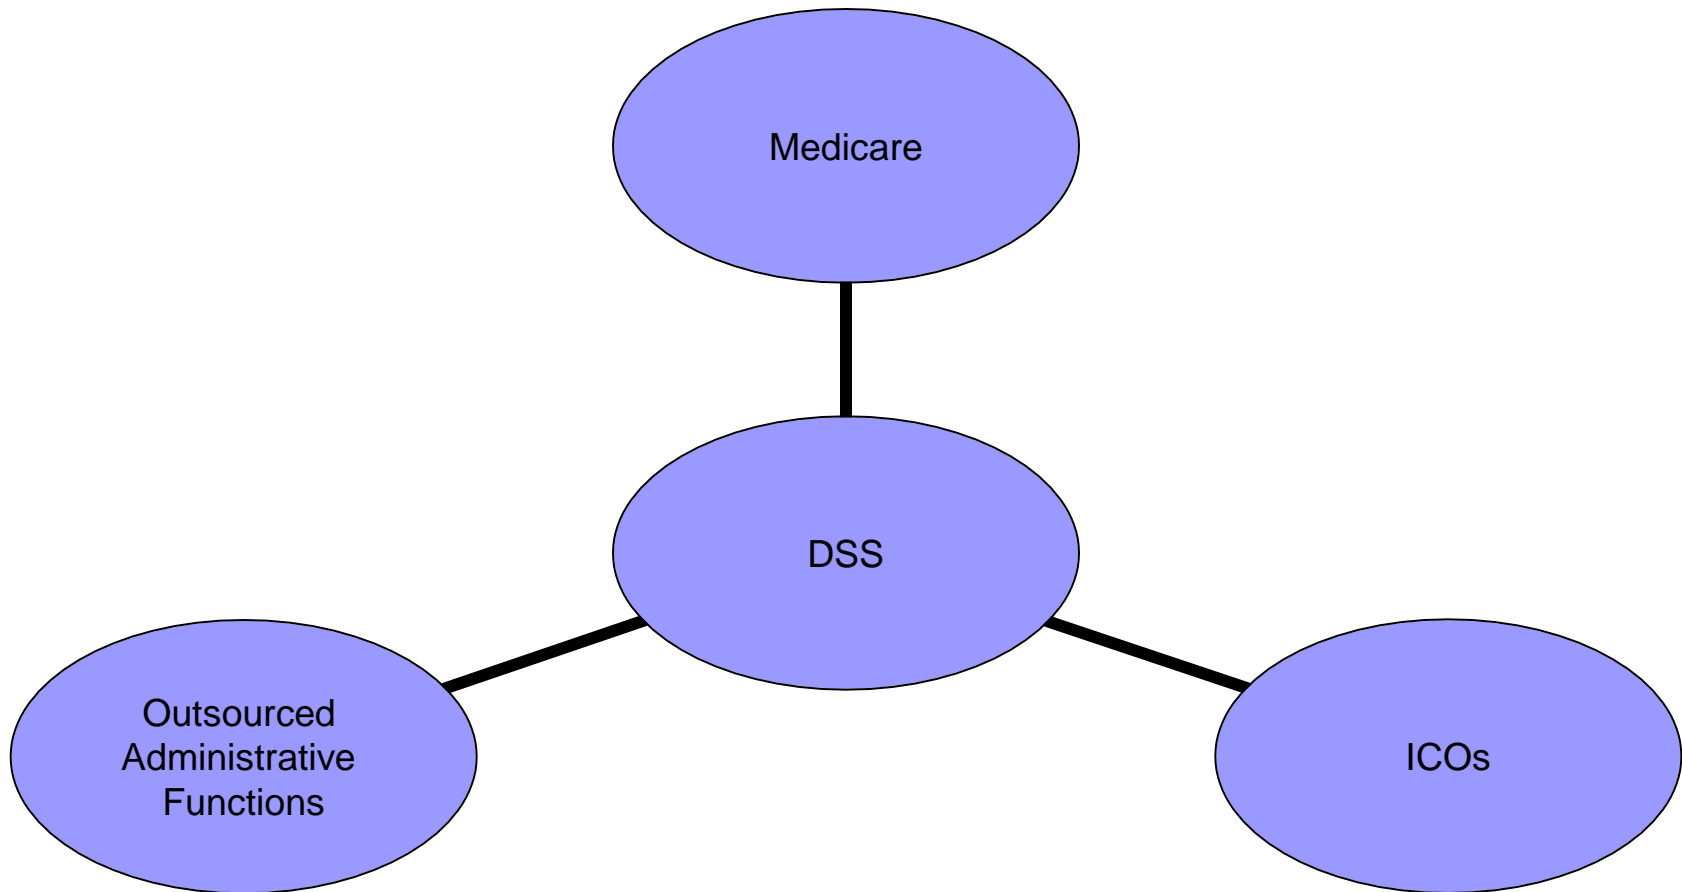 Medicare
DSS
Outsourced
Administrative
Functions
ICOs